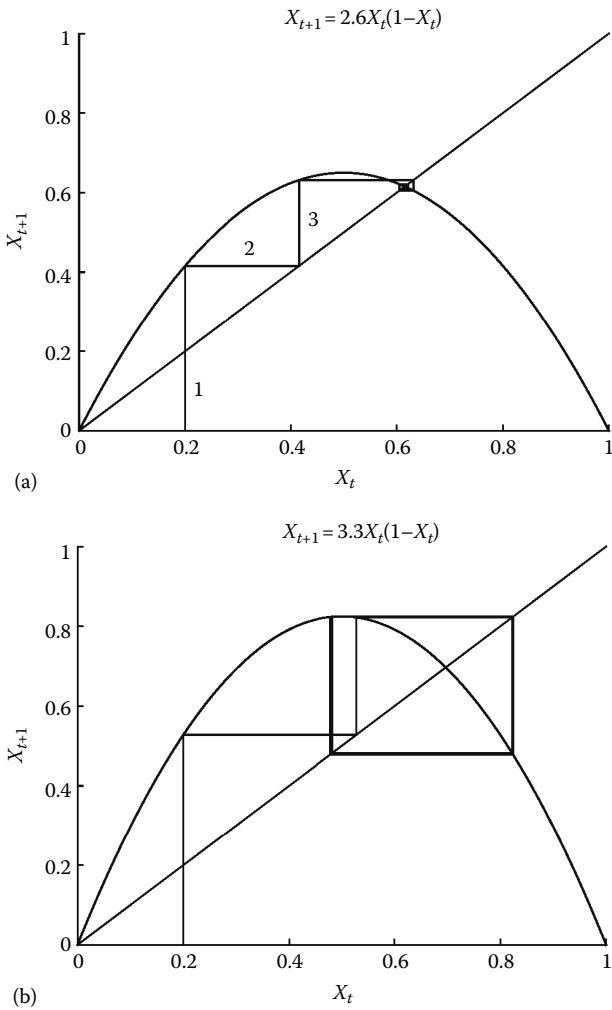 X_{t+1} = 2.6X_t(1–X_t)
1
0.8
0.6
X_{t+1}
3
2
0.4
0.2
1
0
0 0.2 0.4 0.6 0.8 1
(a)
X_t
X_{t+1} = 3.3X_t(1–X_t)
1
0.8
0.6
X_{t+1}
0.4
0.2
0
0 0.2 0.4 0.6 0.8 1
(b)
X_t